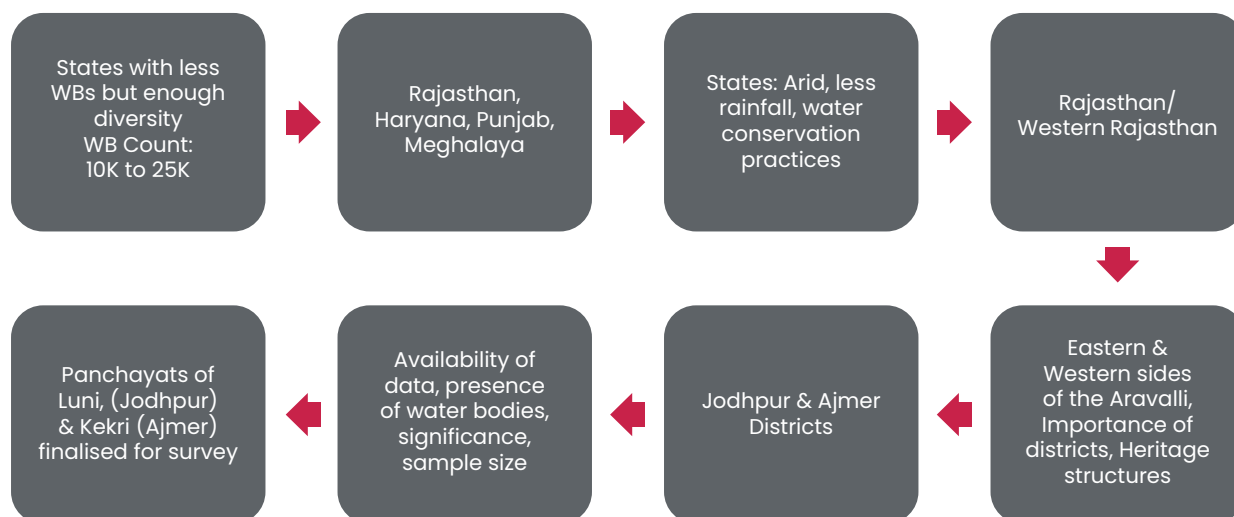 States with less
WBs but enough
diversity
WB Count:
10K to 25K
Rajasthan,
Haryana, Punjab,
Meghalaya
States: Arid, less
rainfall, water
conservation
practices
Rajasthan/
Western Rajasthan
Eastern &
Western sides
of the Aravalli,
Importance of
districts, Heritage
structures
Jodhpur & Ajmer
Districts
Availability of
data, presence
of water bodies,
significance,
sample size
Panchayats of
Luni, (Jodhpur)
& Kekri (Ajmer)
finalised for survey